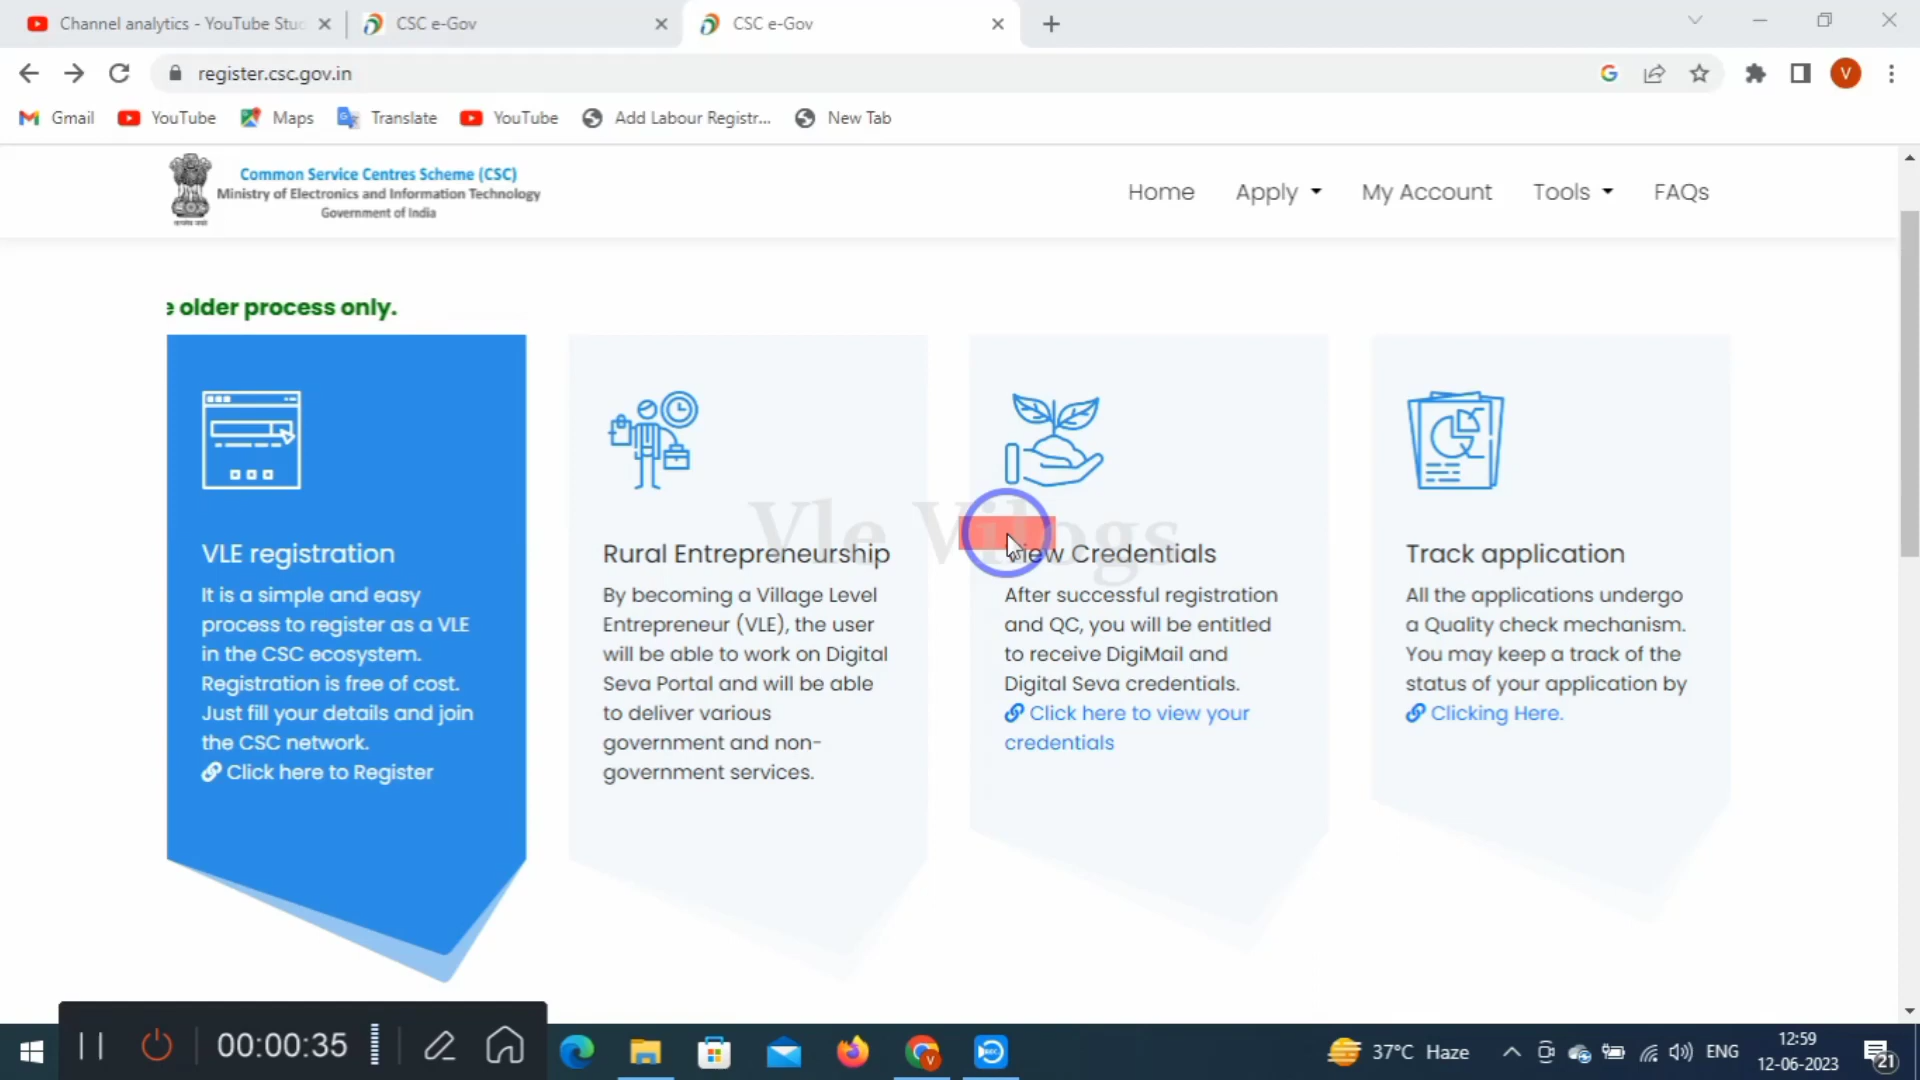 Channel analytics - YouTube Stu
CSC e-Gov
CSC e-Gov
register.csc.gov.in
V
Gmail
YouTube
Maps
Translate
YouTube
Add Labour Registr...
New Tab
Common Service Centres Scheme (CSC)
Ministry of Electronics and Information Technology
Government of India
Home
Apply
My Account
Tools
FAQs
older process only.
VLE registration
It is a simple and easy
process to register as a VLE
in the CSC ecosystem.
Registration is free of cost.
Just fill your details and join
the CSC network.
Click here to Register
Rural Entrepreneurship
By becoming a Village Level
Entrepreneur (VLE), the user
will be able to work on Digital
Seva Portal and will be able
to deliver various
government and non-
government services.
Vle Vilogs
View Credentials
After successful registration
and QC, you will be entitled
to receive DigiMail and
Digital Seva credentials.
Click here to view your
credentials
Track application
All the applications undergo
a Quality check mechanism.
You may keep a track of the
status of your application by
Clicking Here.
00:00:35
V
REC
37°C Haze
ENG
12:59
12-06-2023
21